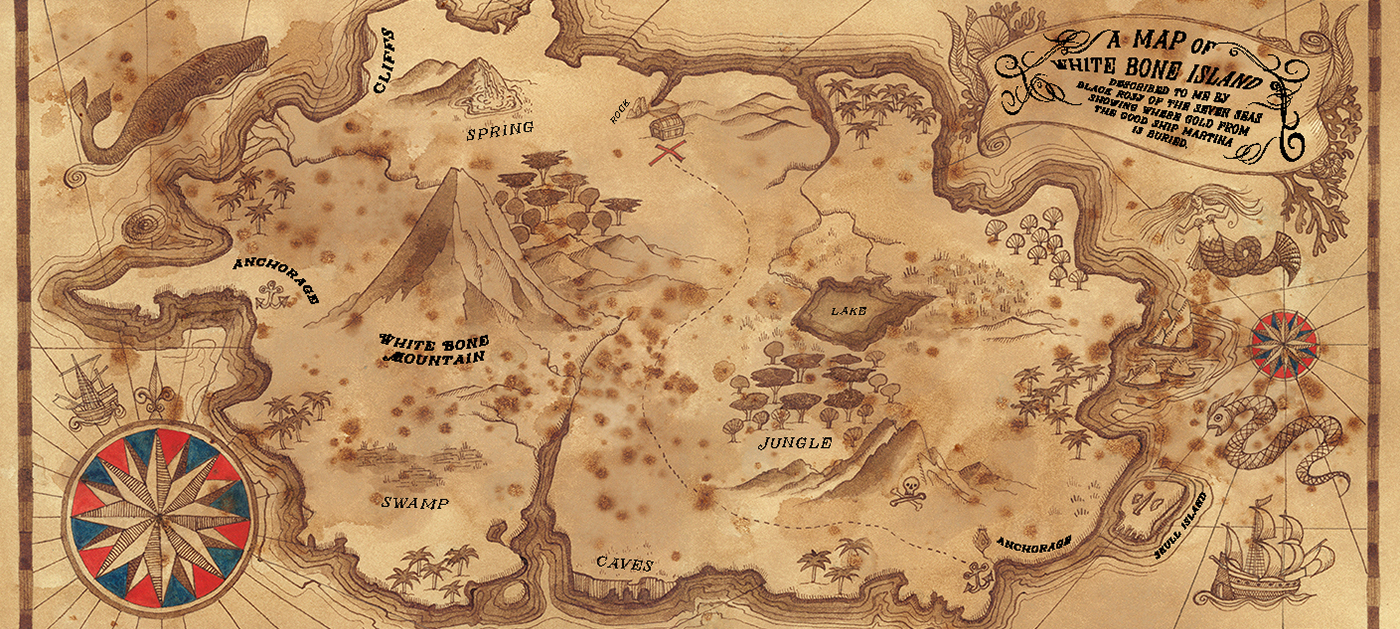 A MAP OF
WHITE BONE ISLAND
DESCRIBED TO ME BY
BLACK ROSY OF THE SEVEN SEAS
SHOWING WHERE GOLD FROM
THE GOOD SHIP MARTINA
IS BURIED.
CLIFFS
SPRING
ROCK
ANCHORAGE
WHITE BONE
MOUNTAIN
LAKE
JUNGLE
SWAMP
CAVES
ANCHORAGE
SKULL ISLAND